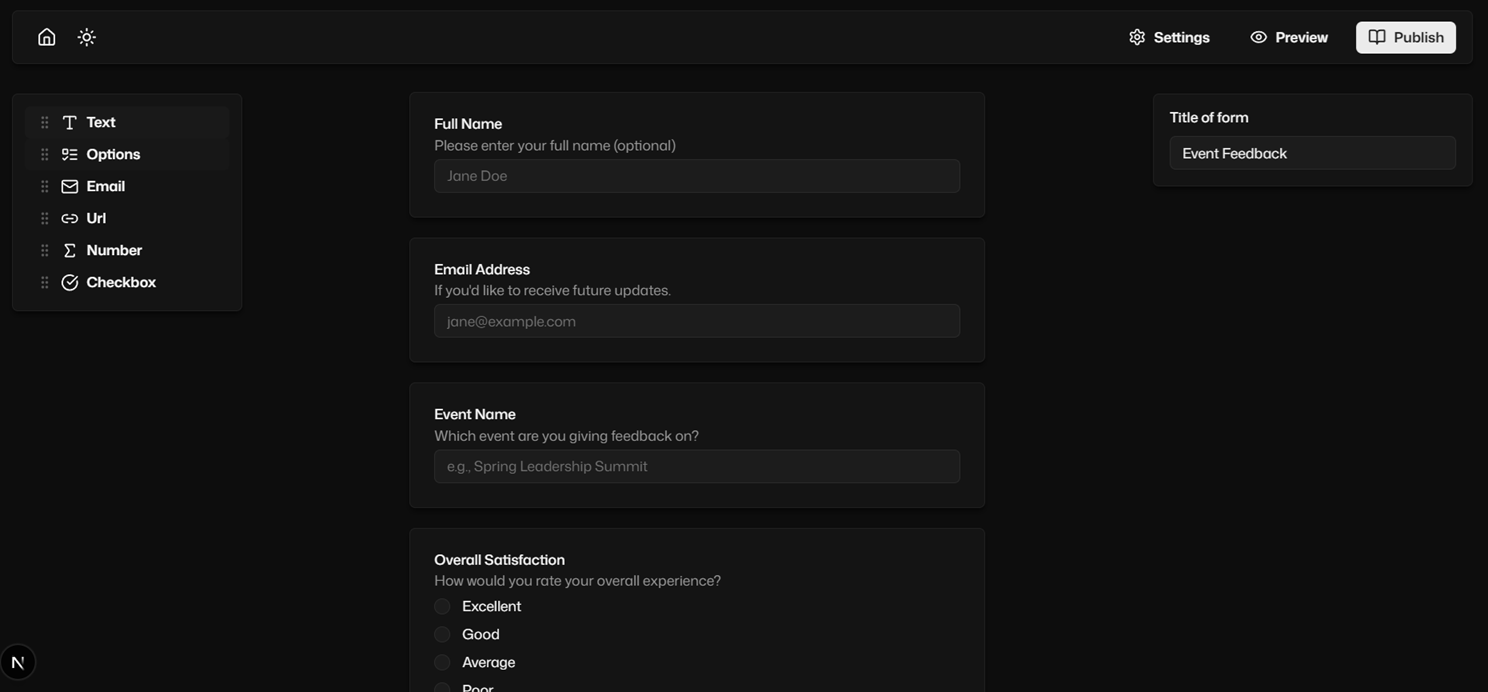 Settings
Preview
Publish
Text
Options
Email
Url
Number
Checkbox
Full Name
Please enter your full name (optional)
Jane Doe
Email Address
If you'd like to receive future updates.
jane@example.com
Event Name
Which event are you giving feedback on?
e.g., Spring Leadership Summit
Overall Satisfaction
How would you rate your overall experience?
Excellent
Good
Average
Poor
Title of form
Event Feedback
N